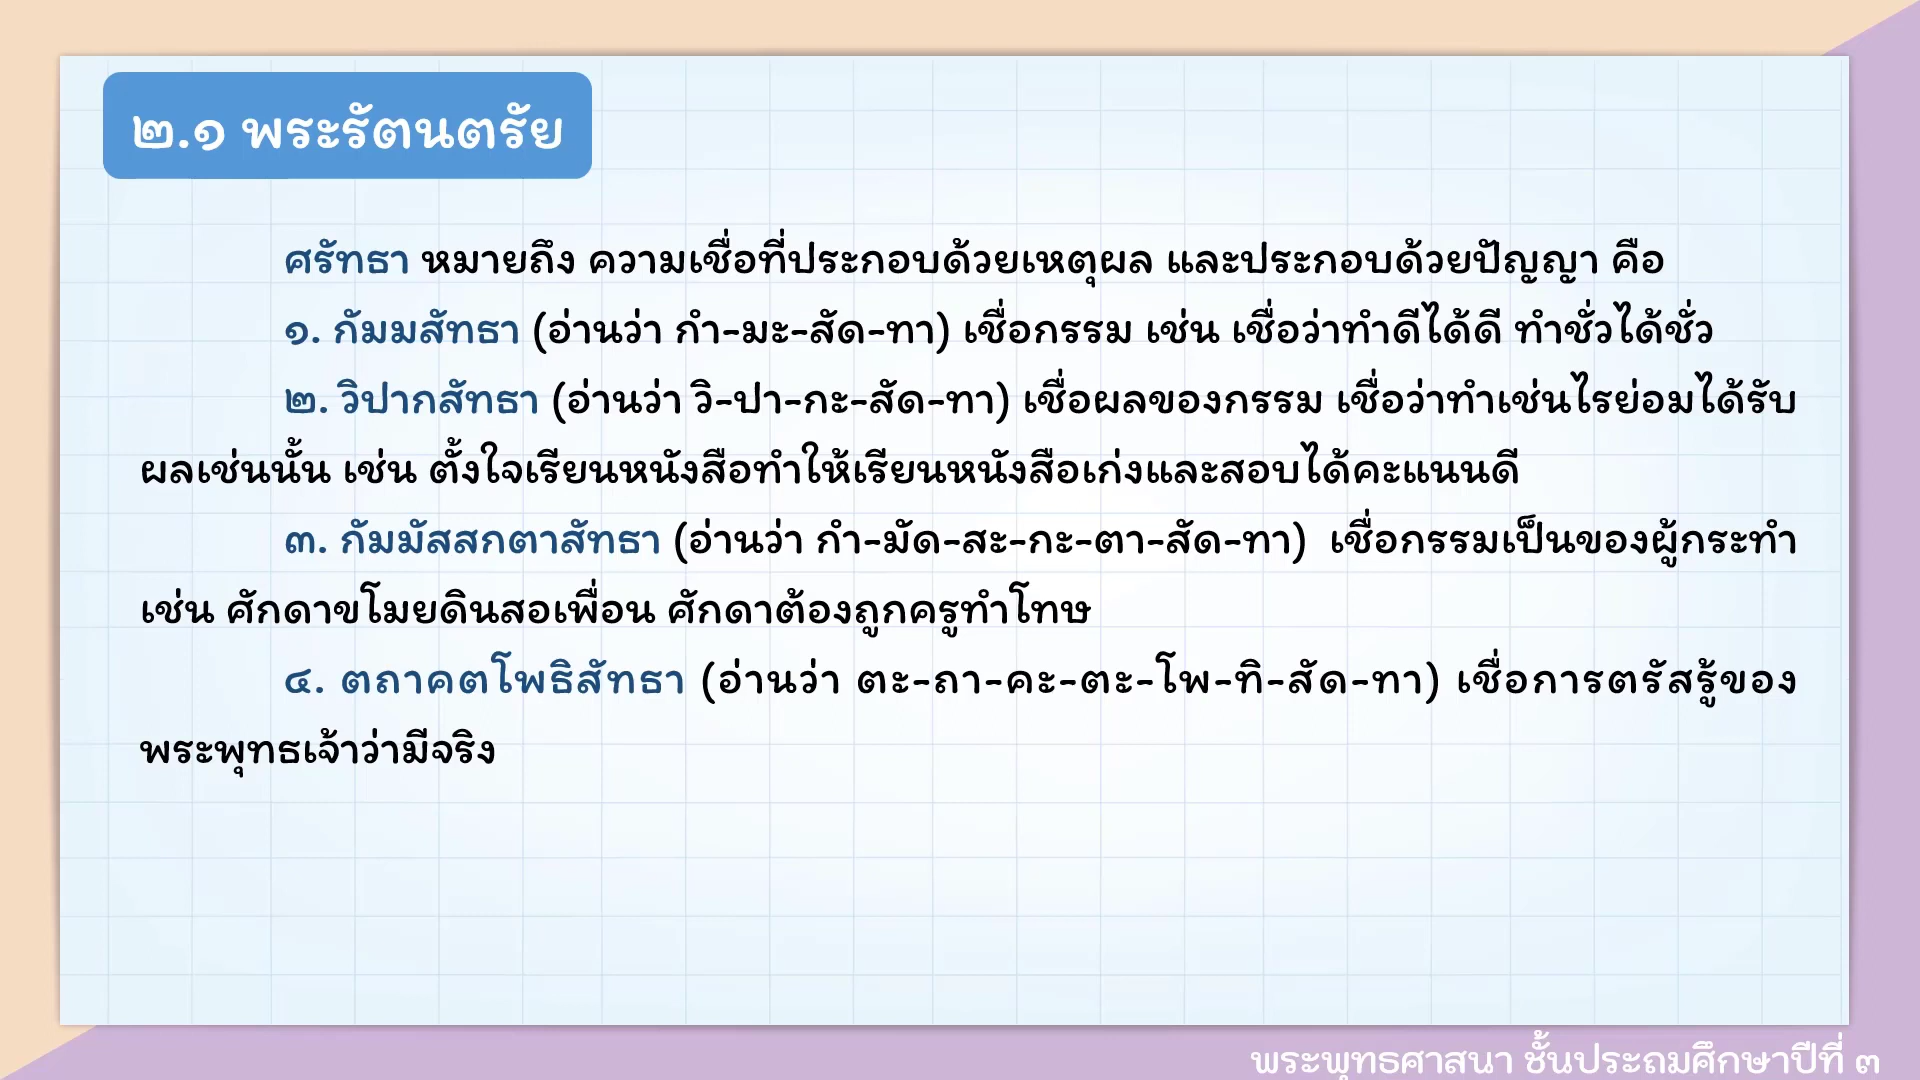 ๒.๑ พระรัตนตรัย
ศรัทธา หมายถึง ความเชื่อที่ประกอบด้วยเหตุผล และประกอบด้วยปัญญา คือ
๑. กัมมสัทธา (อ่านว่า กำ-มะ-สัด-ทา) เชื่อกรรม เช่น เชื่อว่าทำดีได้ดี ทำชั่วได้ชั่ว
๒. วิปากสัทธา (อ่านว่า วิ-ปา-กะ-สัด-ทา) เชื่อผลของกรรม เชื่อว่าทำเช่นไรย่อมได้รับ
ผลเช่นนั้น เช่น ตั้งใจเรียนหนังสือทำให้เรียนหนังสือเก่งและสอบได้คะแนนดี
๓. กัมมัสสกตาสัทธา (อ่านว่า กำ-มัด-สะ-กะ-ตา-สัด-ทา) เชื่อกรรมเป็นของผู้กระทำ
เช่น ศักดาขโมยดินสอเพื่อน ศักดาต้องถูกครูทำโทษ
๔. ตถาคตโพธิสัทธา (อ่านว่า ตะ-ถา-คะ-ตะ-โพ-ทิ-สัด-ทา) เชื่อการตรัสรู้ของ
พระพุทธเจ้าว่ามีจริง
พระพุทธศาสนา ชั้นประถมศึกษาปีที่ ๓